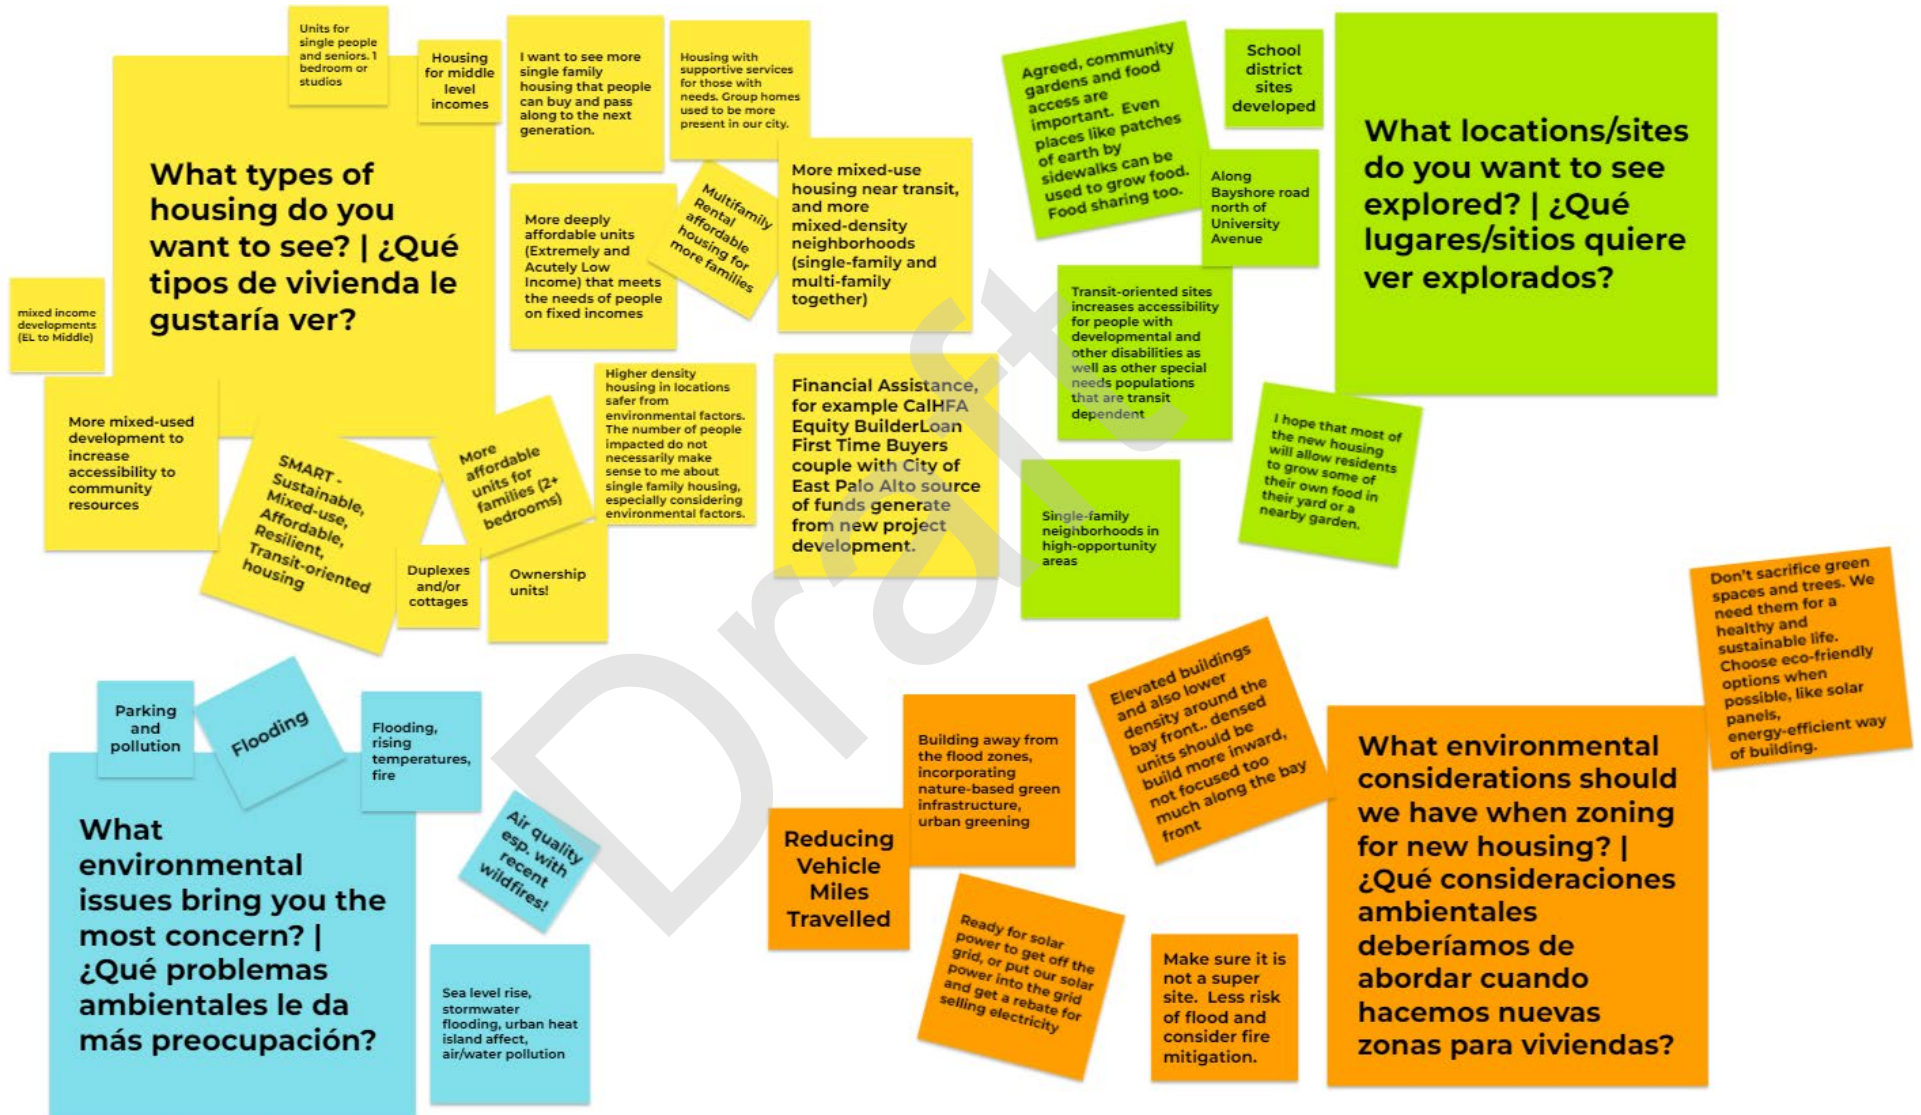 Units for
single people
and seniors. 1
bedroom or
studios
Housing
for middle
level
incomes
I want to see more
single family
housing that people
can buy and pass
along to the next
generation.
Housing with
supportive services
for those with
needs. Group homes
used to be more
present in our city.
What types of
housing do you
want to see? | ¿Qué
tipos de vivienda le
gustaría ver?
More deeply
affordable units
(Extremely and
Acutely Low
Income) that meets
the needs of people
on fixed incomes
Multifamily
Rental
affordable
housing for
more families
More mixed-use
housing near transit,
and more
mixed-density
neighborhoods
(single-family and
multi-family
together)
mixed income
developments
(EL to Middle)
More mixed-used
development to
increase
accessibility to
community
resources
SMART -
Sustainable,
Mixed-use,
Affordable,
Resilient,
Transit-oriented
housing
More
affordable
units for
families (2+
bedrooms)
Duplexes
and/or
cottages
Ownership
units!
Higher density
housing in locations
safer from
environmental factors.
The number of people
impacted do not
necessarily make
sense to me about
single family housing,
especially considering
environmental factors.
Financial Assistance,
for example CalHFA
Equity BuilderLoan
First Time Buyers
couple with City of
East Palo Alto source
of funds generate
from new project
development.
Agreed, community
gardens and food
access are
important. Even
places like patches
of earth by
sidewalks can be
used to grow food.
Food sharing too.
School
district
sites
developed
Along
Bayshore road
north of
University
Avenue
What locations/sites
do you want to see
explored? | ¿Qué
lugares/sitios quiere
ver explorados?
Transit-oriented sites
increases accessibility
for people with
developmental and
other disabilities as
well as other special
needs populations
that are transit
dependent
I hope that most of
the new housing
will allow residents
to grow some of
their own food in
their yard or a
nearby garden.
Single-family
neighborhoods in
high-opportunity
areas
Parking
and
pollution
Flooding
Flooding,
rising
temperatures,
fire
What
environmental
issues bring you the
most concern? |
¿Qué problemas
ambientales le da
más preocupación?
Air quality
esp. with
recent
wildfires!
Sea level rise,
stormwater
flooding, urban heat
island affect,
air/water pollution
Reducing
Vehicle
Miles
Travelled
Building away from
the flood zones,
incorporating
nature-based green
infrastructure,
urban greening
Elevated buildings
and also lower
density around the
bay front.. densed
units should be
build more inward,
not focused too
much along the bay
front
Ready for solar
power to get off the
grid, or put our solar
power into the grid
and get a rebate for
selling electricity
Make sure it is
not a super
site. Less risk
of flood and
consider fire
mitigation.
What environmental
considerations should
we have when zoning
for new housing? |
¿Qué consideraciones
ambientales
deberíamos de
abordar cuando
hacemos nuevas
zonas para viviendas?
Don't sacrifice green
spaces and trees. We
need them for a
healthy and
sustainable life.
Choose eco-friendly
options when
possible, like solar
panels,
energy-efficient way
of building.
Draft